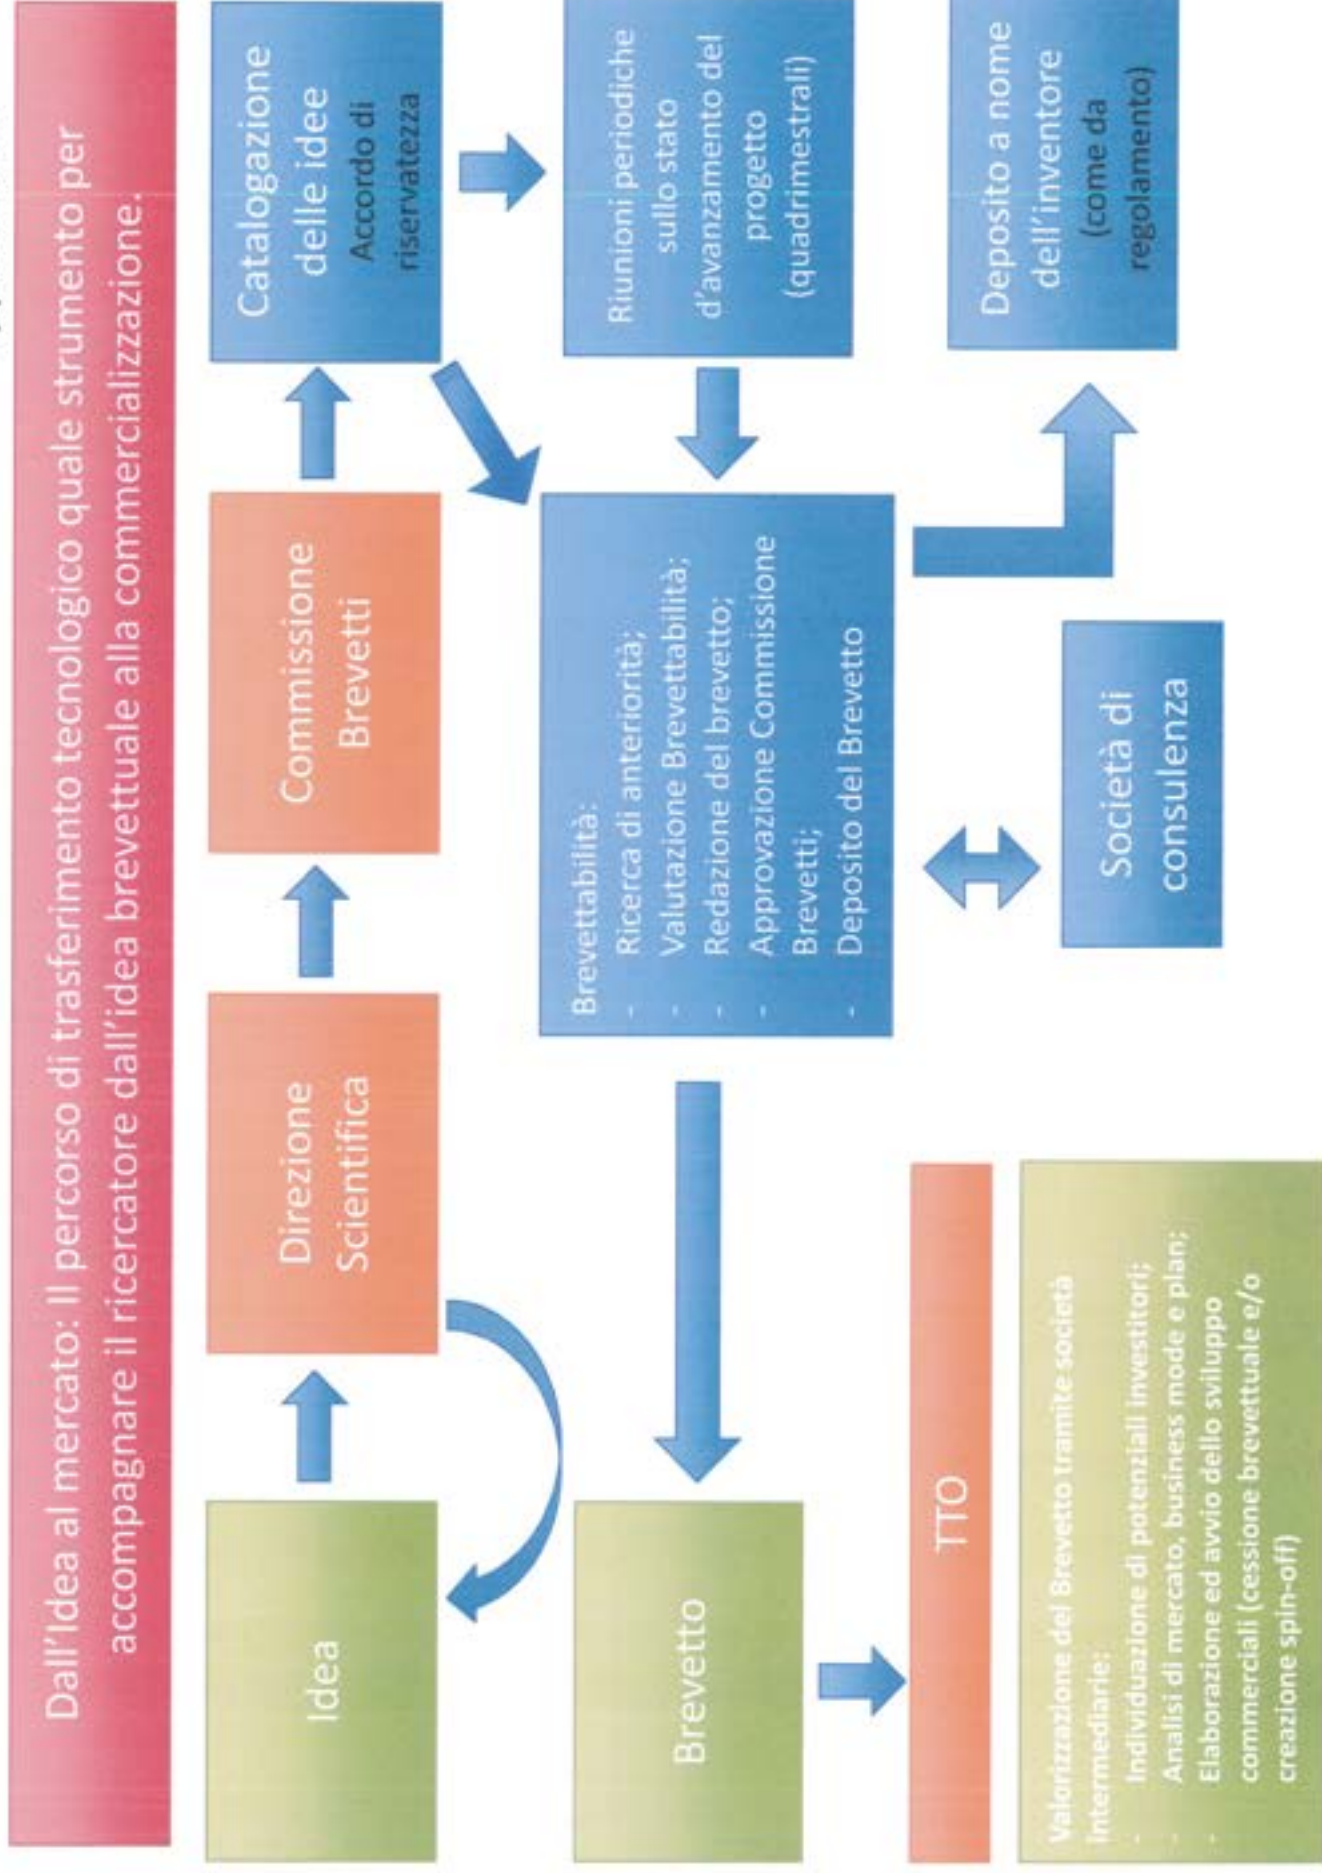 Dall'Idea al mercato: Il percorso di trasferimento tecnologico quale strumento per
accompagnare il ricercatore dall'idea brevettuale alla commercializzazione.
Idea
Direzione
Scientifica
Commissione
Brevetti
Catalogazione
delle idee
Accordo di
riservatezza
Brevetto
Brevettabilità:
- Ricerca di anteriorità;
- Valutazione Brevettabilità;
- Redazione del brevetto;
- Approvazione Commissione
Brevetti;
- Deposito del Brevetto
Riunioni periodiche
sullo stato
d'avanzamento del
progetto
(quadrimestrali)
TTO
Valorizzazione del Brevetto tramite società
intermediarie:
- Individuazione di potenziali investitori;
- Analisi di mercato, business mode e plan;
- Elaborazione ed avvio dello sviluppo
commerciali (cessione brevettuale e/o
creazione spin-off)
Società di
consulenza
Deposito a nome
dell'inventore
(come da
regolamento)